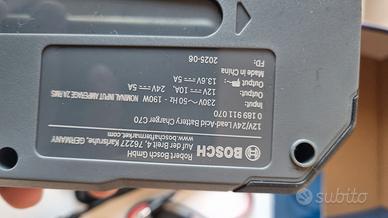 BOSCH
Robert Bosch GmbH
Auf der Breit 4, 76227 Karlsruhe, GERMANY
www.boschaftermarket.com
12V/24V Lead-Acid Battery Charger C70
0 189 911 070
Input: 230V ~ 50 Hz - 190W NOMINAL INPUT AMPERAGE 2A RMS
Output: 12V ⎓ 10A, 24V ⎓ 5A
Output: 13.6V ⎓ 5A
Made in China
FD: 2025-06
subito